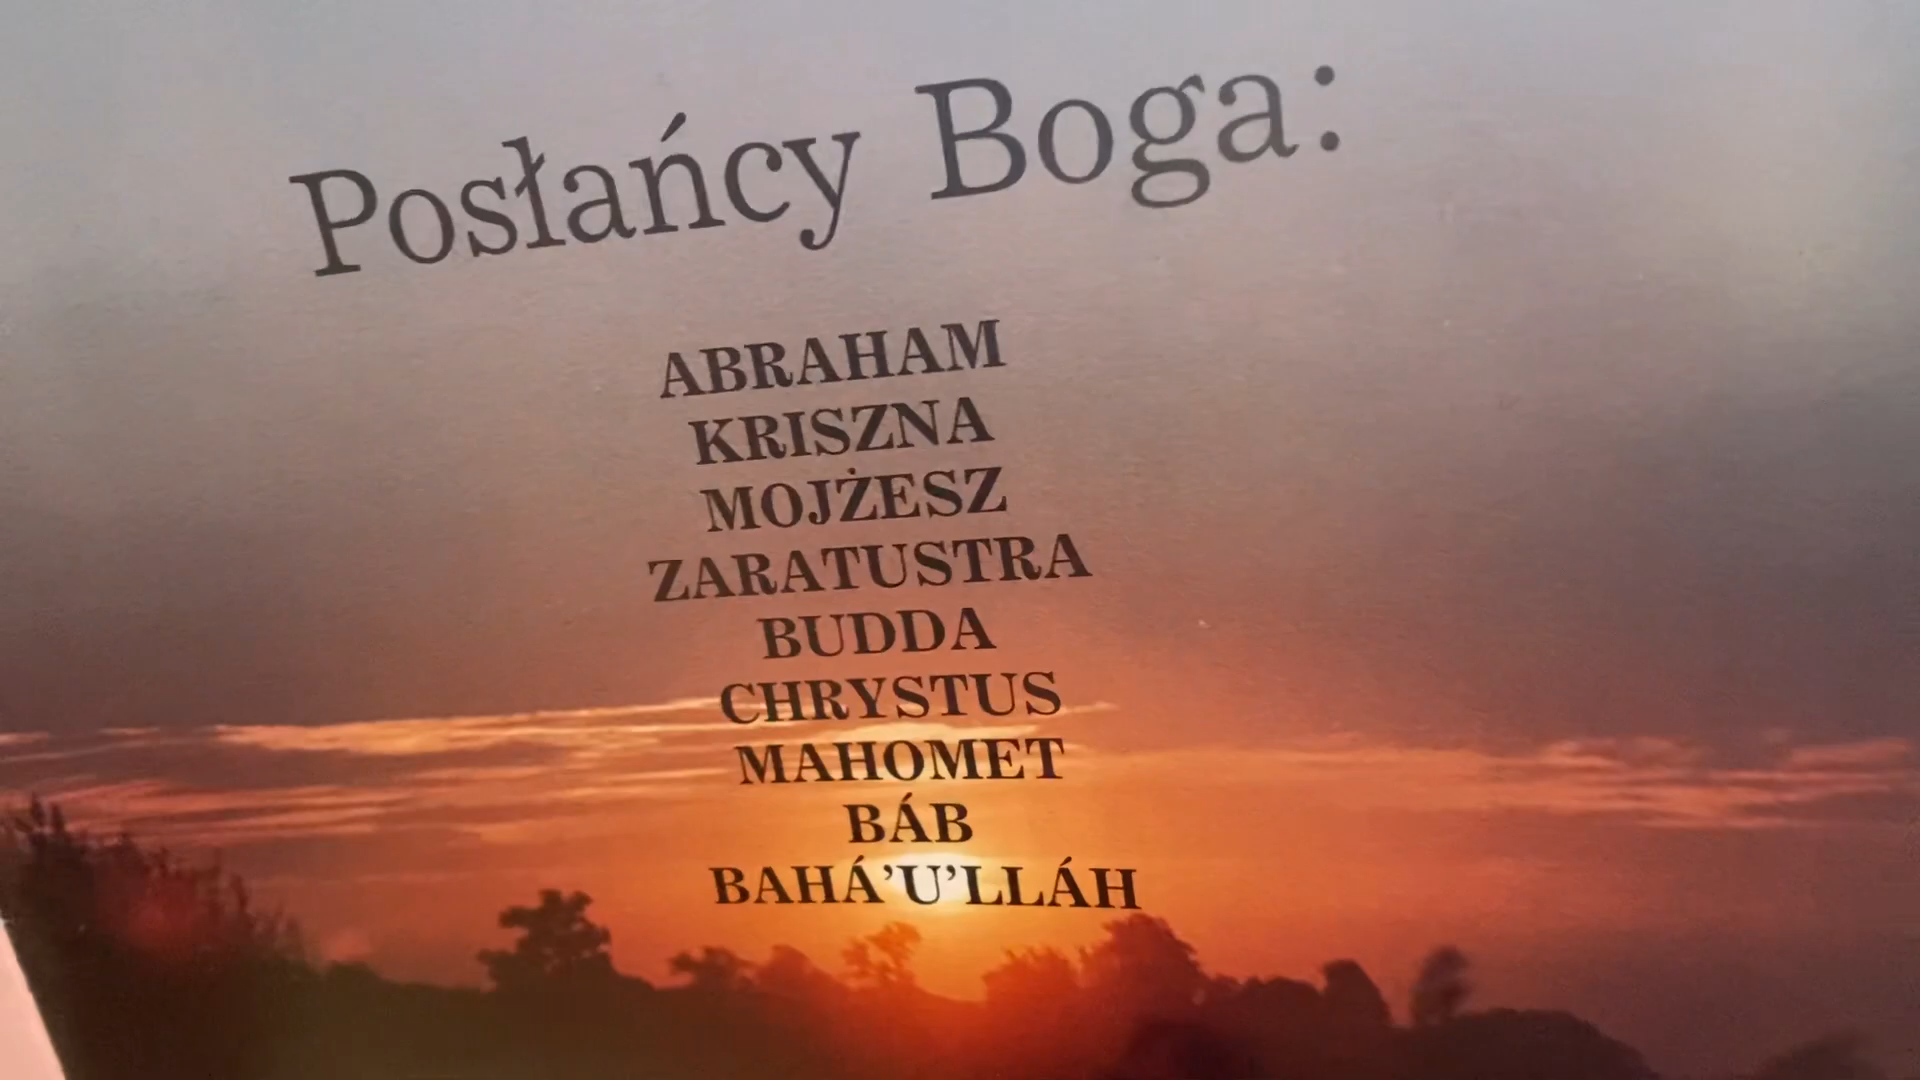 Posłańcy Boga:
ABRAHAM
KRISZNA
MOJŻESZ
ZARATUSTRA
BUDDA
CHRYSTUS
MAHOMET
BÁB
BAHÁ’U’LLÁH